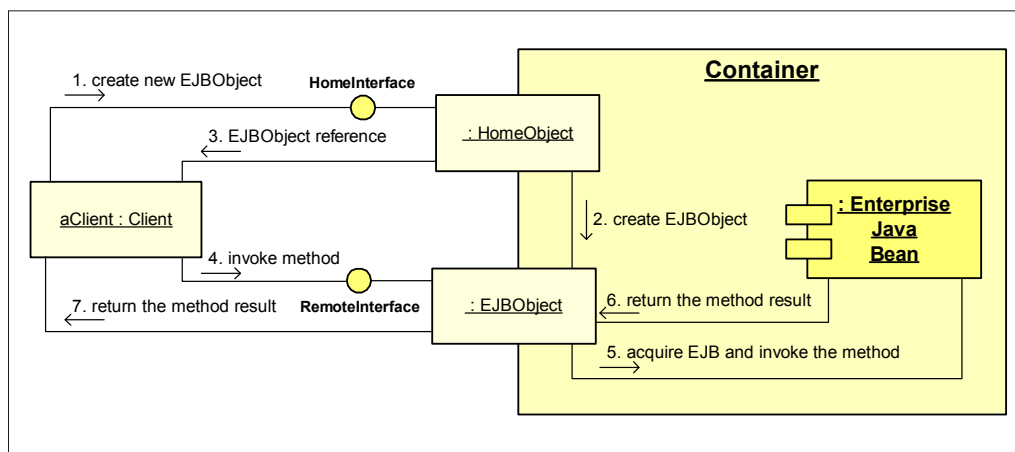 Container
1. create new EJBObject
HomeInterface
: HomeObject
3. EJBObject reference
aClient : Client
2. create EJBObject
: Enterprise
Java
Bean
4. invoke method
RemoteInterface
: EJBObject
6. return the method result
7. return the method result
5. acquire EJB and invoke the method